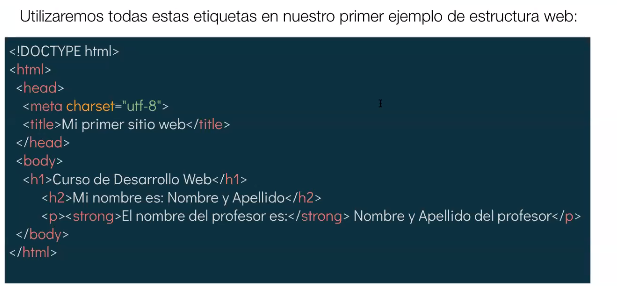 Utilizaremos todas estas etiquetas en nuestro primer ejemplo de estructura web:
<!DOCTYPE html>
<html>
<head>
<meta charset="utf-8">
<title>Mi primer sitio web</title>
</head>
<body>
<h1>Curso de Desarrollo Web</h1>
<h2>Mi nombre es: Nombre y Apellido</h2>
<p><strong>El nombre del profesor es:</strong> Nombre y Apellido del profesor</p>
</body>
</html>